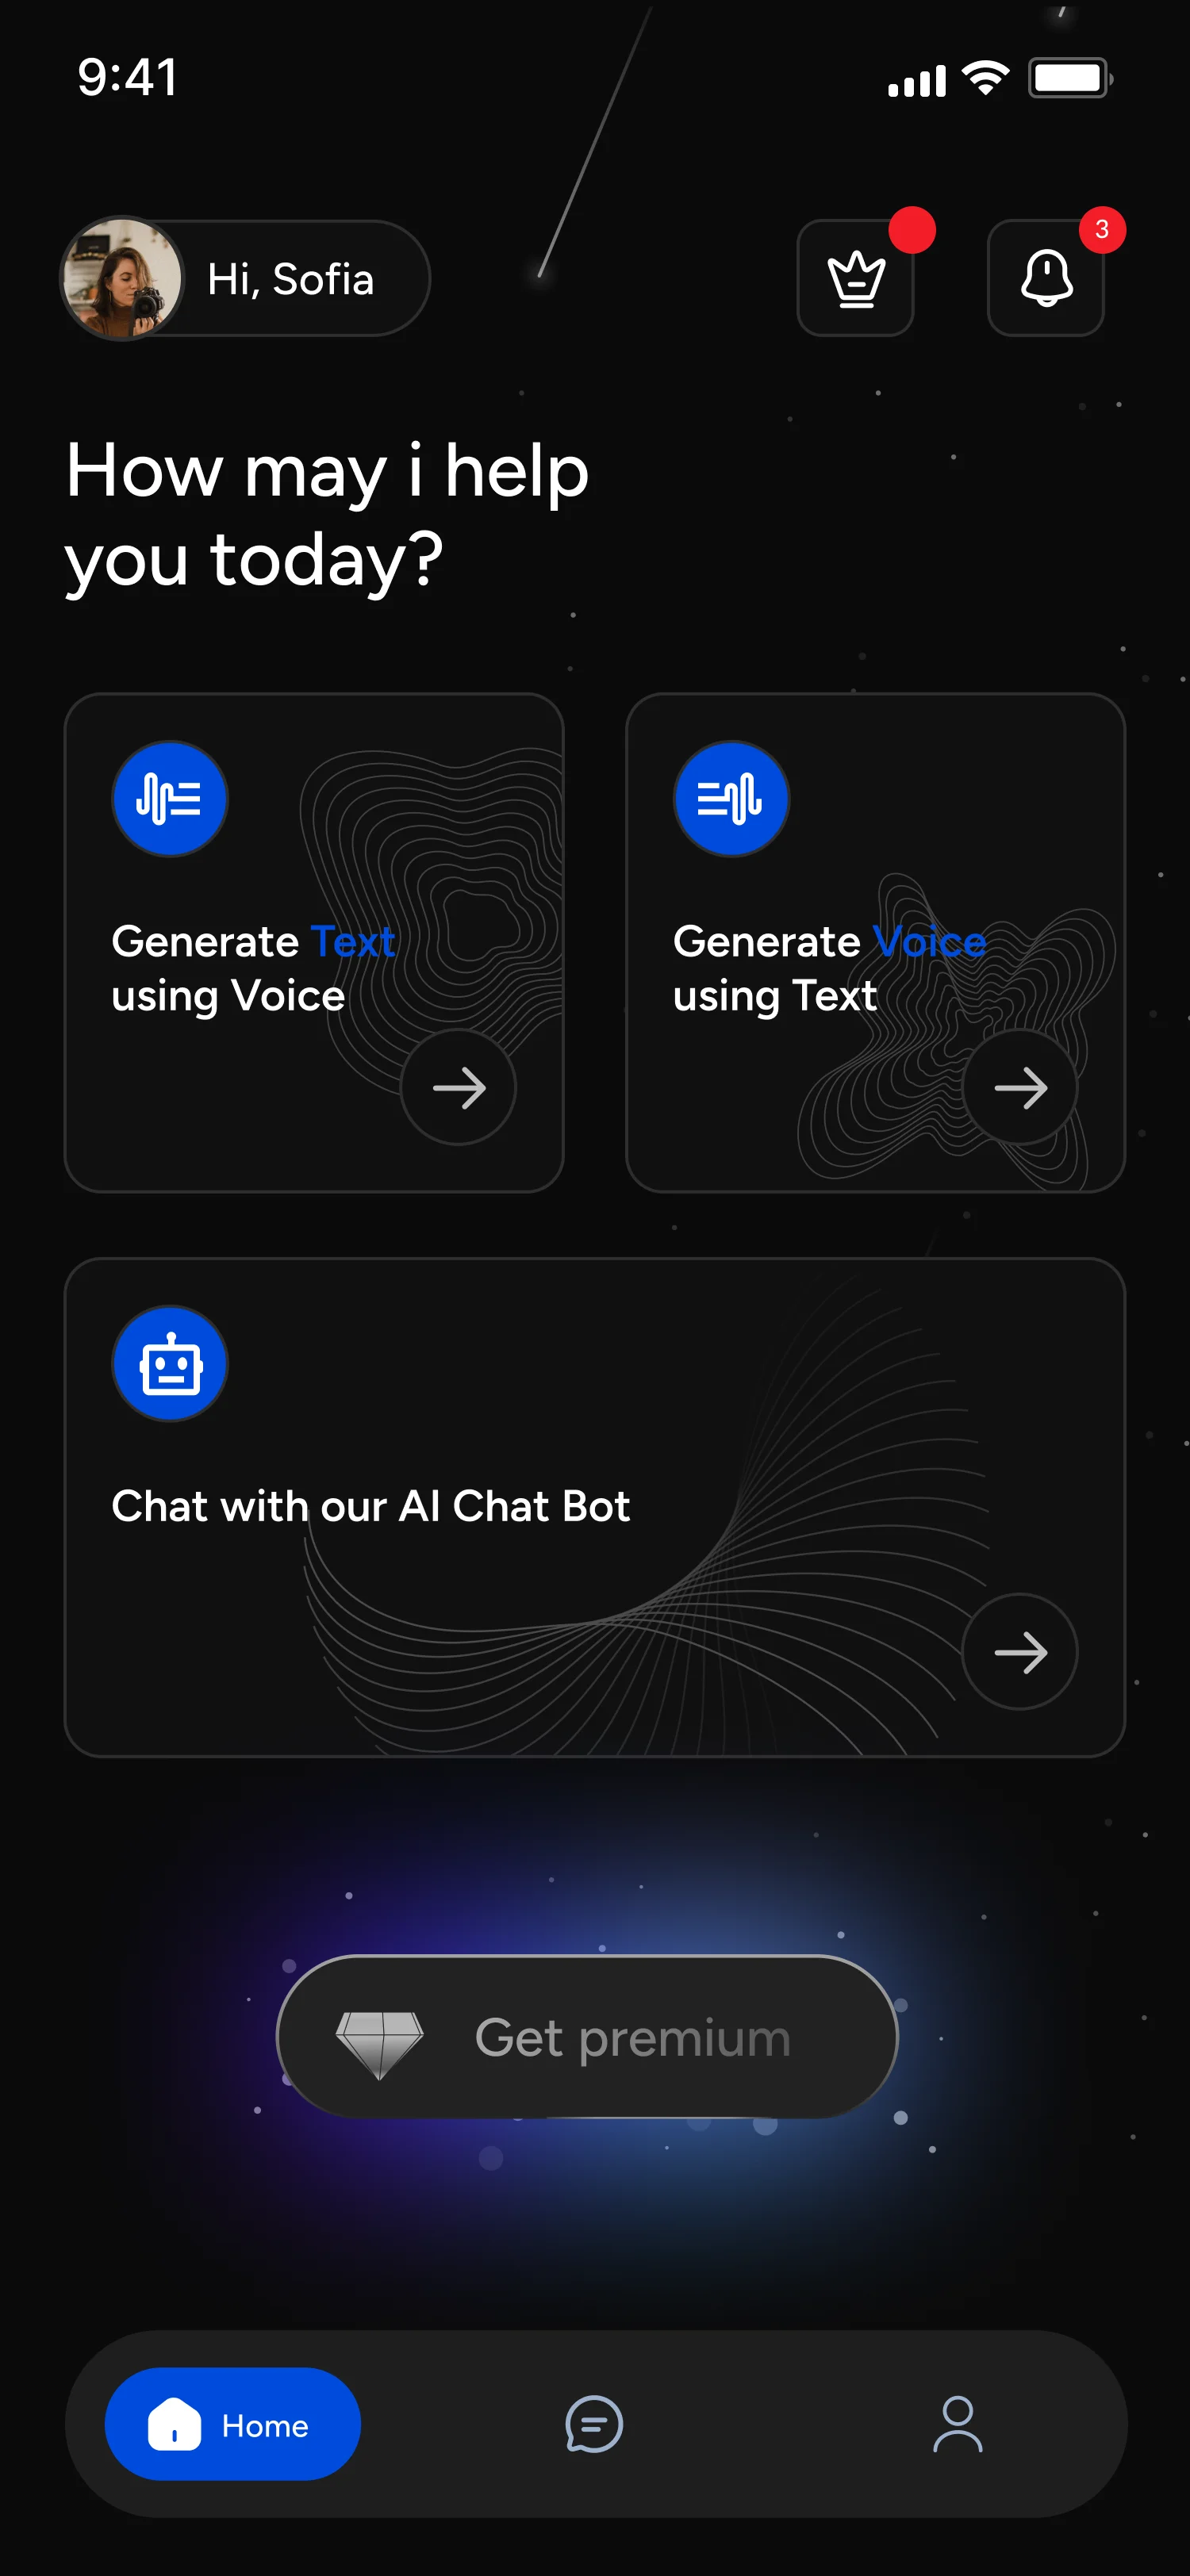 9:41
Hi, Sofia
3
How may i help
you today?
Generate Text
using Voice
Generate Voice
using Text
Chat with our AI Chat Bot
Get premium
Home